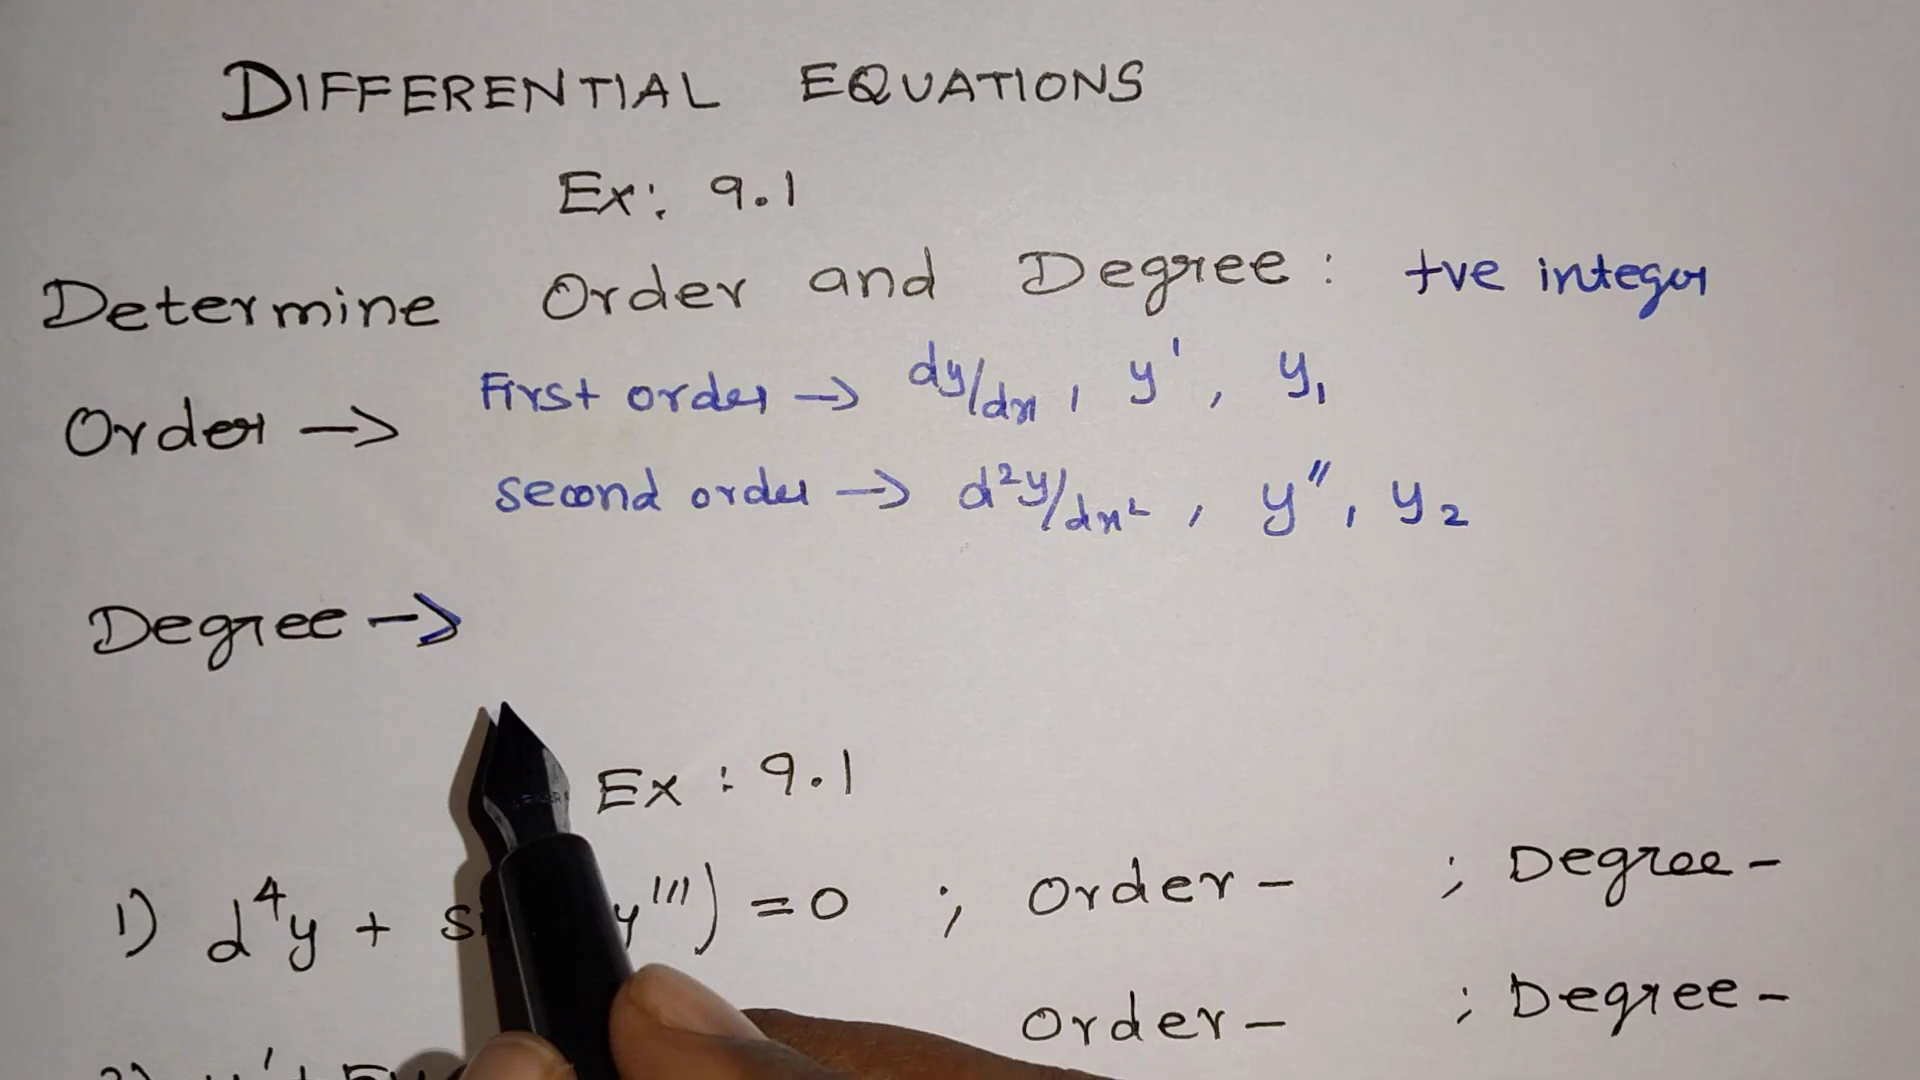 DIFFERENTIAL EQUATIONS
Ex: 9.1
Determine Order and Degree: +ve integer
Order → First order → dy/dx, y', y₁
second order → d²y/dx², y'', y₂
Degree →
Ex : 9.1
1) d⁴y + y''') = 0 ; Order - ; Degree -
Order - ; Degree -